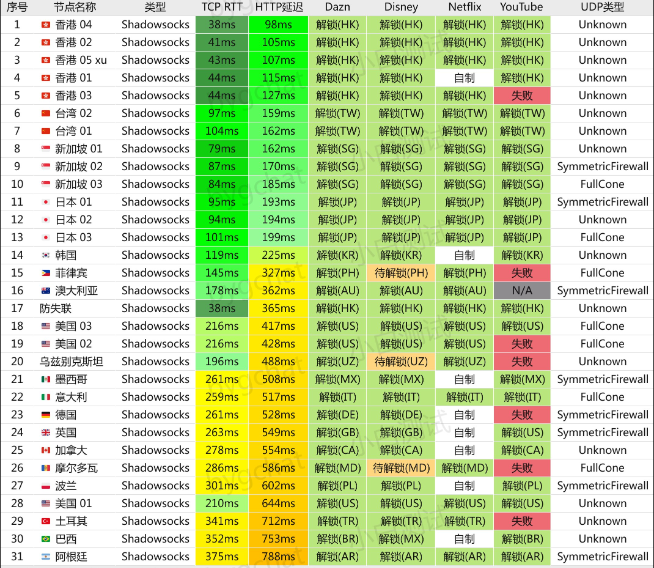 序号 节点名称 类型 TCP RTT HTTP延迟 Dazn Disney Netflix YouTube UDP类型
1 香港 04 Shadowsocks 38ms 98ms 解锁(HK) 解锁(HK) 解锁(HK) 解锁(HK) Unknown
2 香港 02 Shadowsocks 41ms 105ms 解锁(HK) 解锁(HK) 解锁(HK) 解锁(HK) Unknown
3 香港 05 xu Shadowsocks 43ms 107ms 解锁(HK) 解锁(HK) 解锁(HK) 解锁(HK) Unknown
4 香港 01 Shadowsocks 44ms 115ms 解锁(HK) 解锁(HK) 自制 解锁(HK) Unknown
5 香港 03 Shadowsocks 44ms 127ms 解锁(HK) 解锁(HK) 解锁(HK) 失败 Unknown
6 台湾 02 Shadowsocks 97ms 159ms 解锁(TW) 解锁(TW) 解锁(TW) 解锁(TW) Unknown
7 台湾 01 Shadowsocks 104ms 162ms 解锁(TW) 解锁(TW) 解锁(TW) 解锁(TW) Unknown
8 新加坡 01 Shadowsocks 79ms 162ms 解锁(SG) 解锁(SG) 解锁(SG) 解锁(SG) Unknown
9 新加坡 02 Shadowsocks 87ms 170ms 解锁(SG) 解锁(SG) 解锁(SG) 解锁(SG) SymmetricFirewall
10 新加坡 03 Shadowsocks 84ms 185ms 解锁(SG) 解锁(SG) 解锁(SG) 解锁(SG) FullCone
11 日本 01 Shadowsocks 95ms 193ms 解锁(JP) 解锁(JP) 解锁(JP) 解锁(JP) SymmetricFirewall
12 日本 02 Shadowsocks 94ms 194ms 解锁(JP) 解锁(JP) 解锁(JP) 解锁(JP) Unknown
13 日本 03 Shadowsocks 101ms 199ms 解锁(JP) 解锁(JP) 解锁(JP) 解锁(JP) FullCone
14 韩国 Shadowsocks 119ms 225ms 解锁(KR) 解锁(KR) 自制 解锁(KR) Unknown
15 菲律宾 Shadowsocks 145ms 327ms 解锁(PH) 待解锁(PH) 解锁(PH) 失败 FullCone
16 澳大利亚 Shadowsocks 178ms 362ms 解锁(AU) 解锁(AU) 解锁(AU) N/A SymmetricFirewall
17 防失联 Shadowsocks 38ms 365ms 解锁(HK) 解锁(HK) 解锁(HK) 解锁(HK) Unknown
18 美国 03 Shadowsocks 216ms 417ms 解锁(US) 解锁(US) 解锁(US) 解锁(US) FullCone
19 美国 02 Shadowsocks 216ms 428ms 解锁(US) 解锁(US) 解锁(US) 失败 FullCone
20 乌兹别克斯坦 Shadowsocks 196ms 488ms 解锁(UZ) 待解锁(UZ) 解锁(UZ) 失败 Unknown
21 墨西哥 Shadowsocks 261ms 508ms 解锁(MX) 解锁(MX) 自制 解锁(MX) SymmetricFirewall
22 意大利 Shadowsocks 259ms 517ms 解锁(IT) 解锁(IT) 解锁(IT) 解锁(IT) FullCone
23 德国 Shadowsocks 261ms 528ms 解锁(DE) 解锁(DE) 自制 失败 SymmetricFirewall
24 英国 Shadowsocks 263ms 549ms 解锁(GB) 解锁(GB) 自制 解锁(GB) SymmetricFirewall
25 加拿大 Shadowsocks 278ms 554ms 解锁(CA) 解锁(CA) 自制 解锁(CA) Unknown
26 摩尔多瓦 Shadowsocks 286ms 586ms 解锁(MD) 待解锁(MD) 解锁(MD) 失败 FullCone
27 波兰 Shadowsocks 301ms 602ms 解锁(PL) 解锁(PL) 自制 解锁(PL) SymmetricFirewall
28 美国 01 Shadowsocks 210ms 644ms 解锁(US) 解锁(US) 解锁(US) 解锁(US) Unknown
29 土耳其 Shadowsocks 341ms 712ms 解锁(TR) 解锁(TR) 解锁(TR) 失败 Unknown
30 巴西 Shadowsocks 352ms 753ms 解锁(BR) 解锁(MX) 自制 解锁(BR) Unknown
31 阿根廷 Shadowsocks 375ms 788ms 解锁(AR) 解锁(AR) 解锁(AR) 解锁(AR) SymmetricFirewall